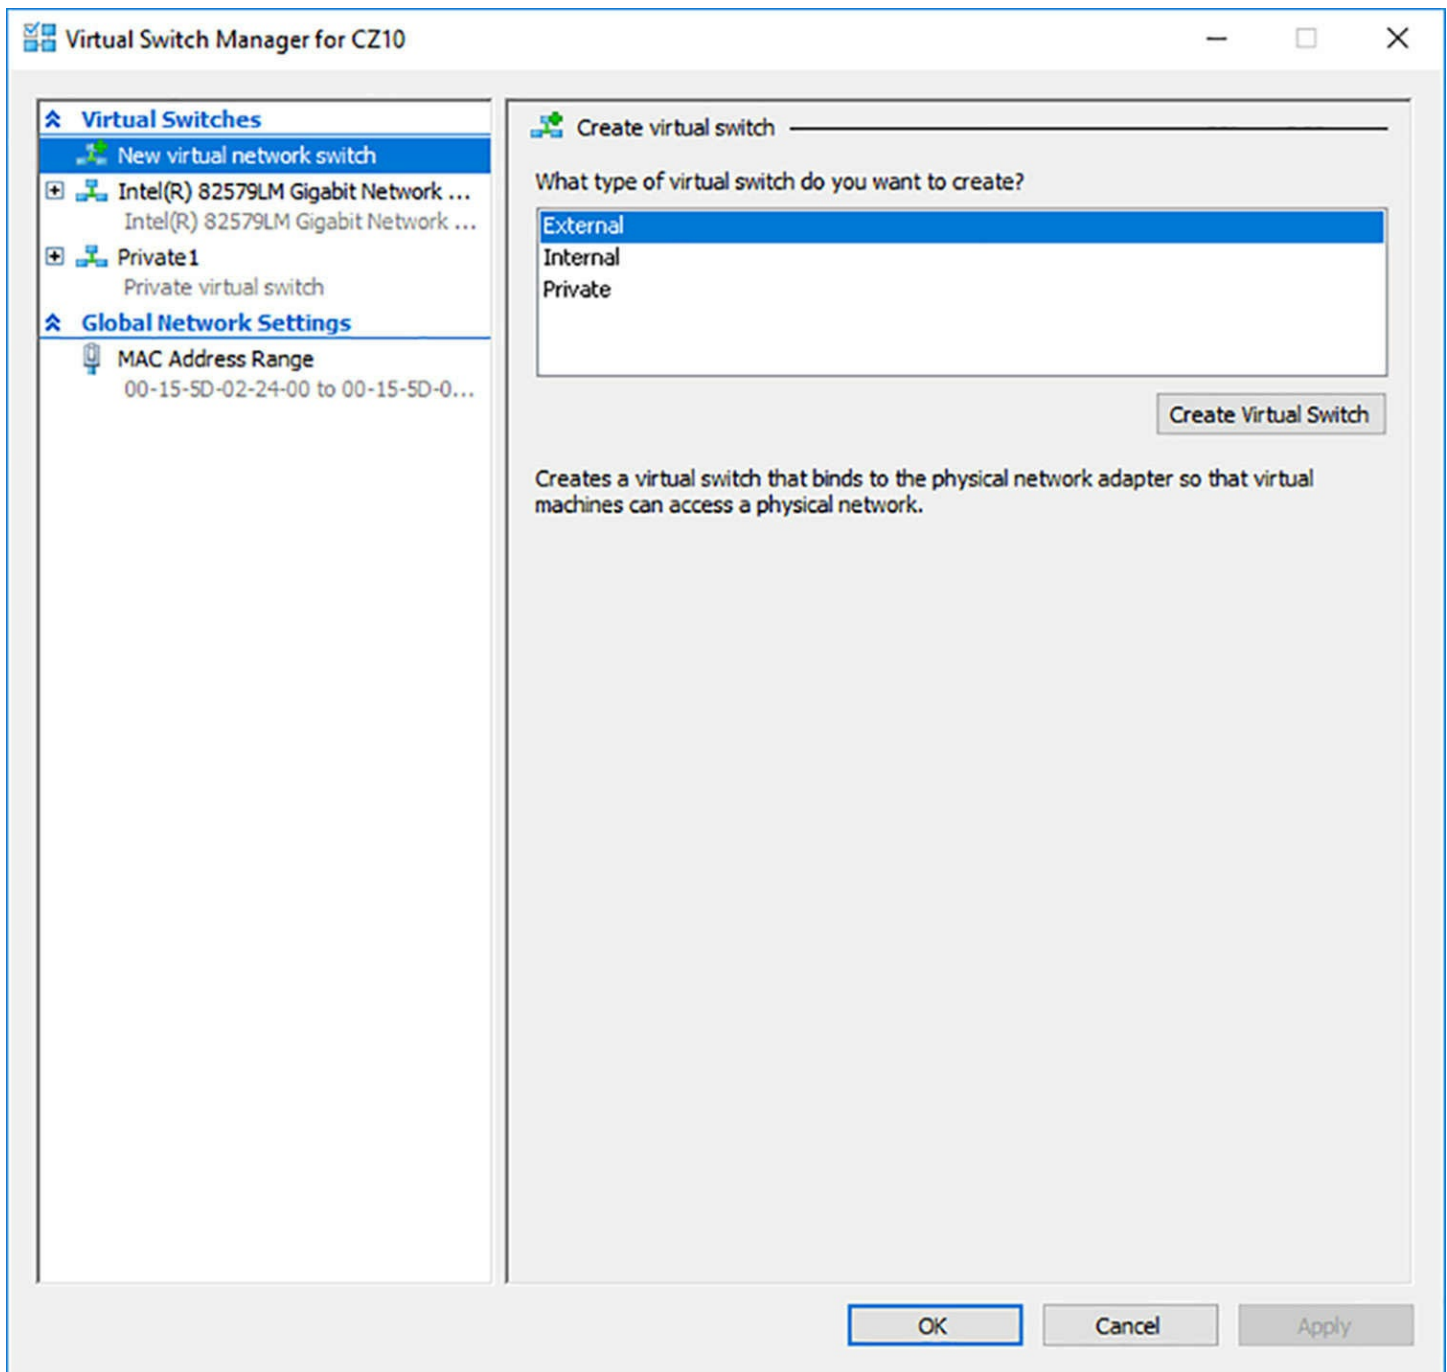 Virtual Switch Manager for CZ10
Virtual Switches
New virtual network switch
Intel(R) 82579LM Gigabit Network ...
Intel(R) 82579LM Gigabit Network ...
Private1
Private virtual switch
Global Network Settings
MAC Address Range
00-15-5D-02-24-00 to 00-15-5D-0...
Create virtual switch
What type of virtual switch do you want to create?
External
Internal
Private
Create Virtual Switch
Creates a virtual switch that binds to the physical network adapter so that virtual
machines can access a physical network.
OK
Cancel
Apply